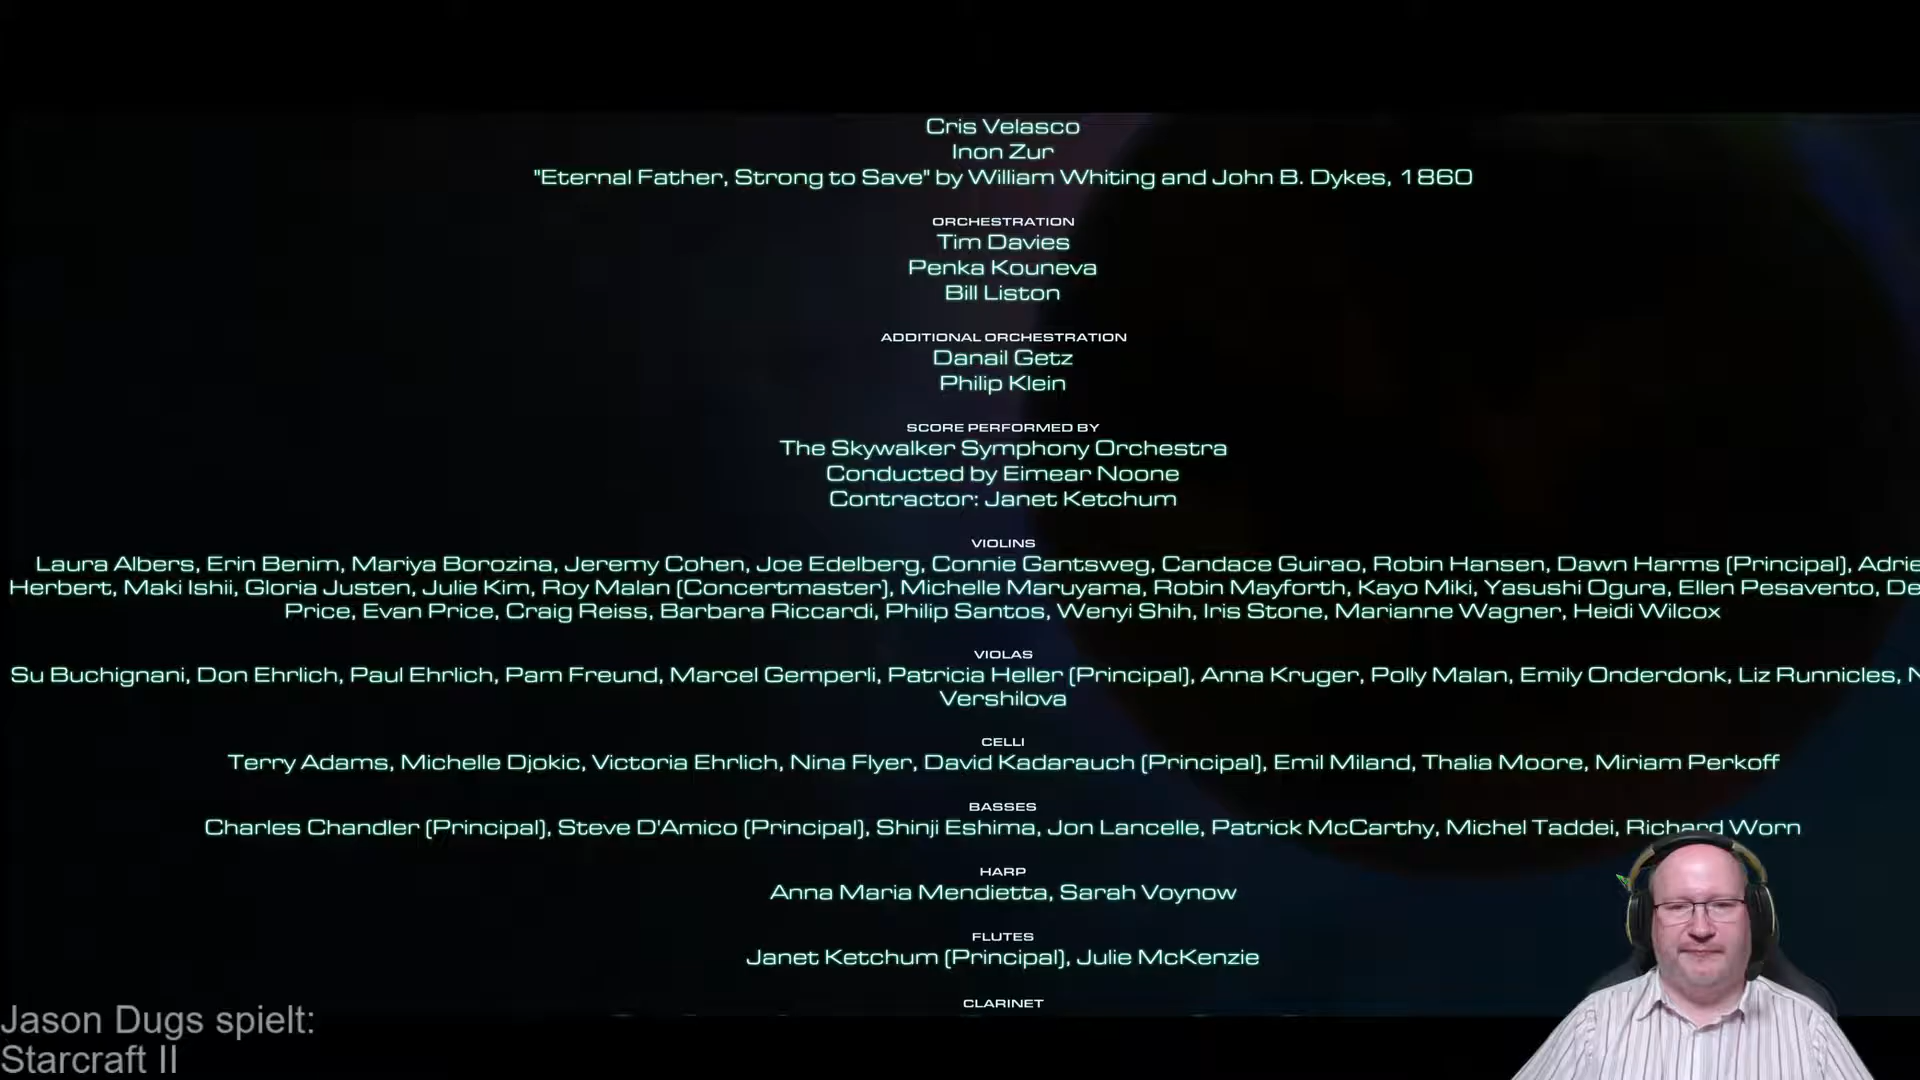 Cris Velasco
Inon Zur
"Eternal Father, Strong to Save" by William Whiting and John B. Dykes, 1860
ORCHESTRATION
Tim Davies
Penka Kouneva
Bill Liston
ADDITIONAL ORCHESTRATION
Danail Getz
Philip Klein
SCORE PERFORMED BY
The Skywalker Symphony Orchestra
Conducted by Eimear Noone
Contractor: Janet Ketchum
VIOLINS
Laura Albers, Erin Benim, Mariya Borozina, Jeremy Cohen, Joe Edelberg, Connie Gantsweg, Candace Guirao, Robin Hansen, Dawn Harms (Principal),
Herbert, Maki Ishii, Gloria Justen, Julie Kim, Roy Malan (Concertmaster), Michelle Maruyama, Robin Mayforth, Kayo Miki, Yasushi Ogura, Ellen Pesavento,
Price, Evan Price, Craig Reiss, Barbara Riccardi, Philip Santos, Wenyi Shih, Iris Stone, Marianne Wagner, Heidi Wilcox
VIOLAS
Su Buchignani, Don Ehrlich, Paul Ehrlich, Pam Freund, Marcel Gemperli, Patricia Heller (Principal), Anna Kruger, Polly Malan, Emily Onderdonk, Liz Runnicles,
Vershilova
CELLI
Terry Adams, Michelle Djokic, Victoria Ehrlich, Nina Flyer, David Kadarauch (Principal), Emil Miland, Thalia Moore, Miriam Perkoff
BASSES
Charles Chandler (Principal), Steve D'Amico (Principal), Shinji Eshima, Jon Lancelle, Patrick McCarthy, Michel Taddei, Richard Worn
HARP
Anna Maria Mendietta, Sarah Voynow
FLUTES
Janet Ketchum (Principal), Julie McKenzie
CLARINET
Jason Dugs spielt:
Starcraft II